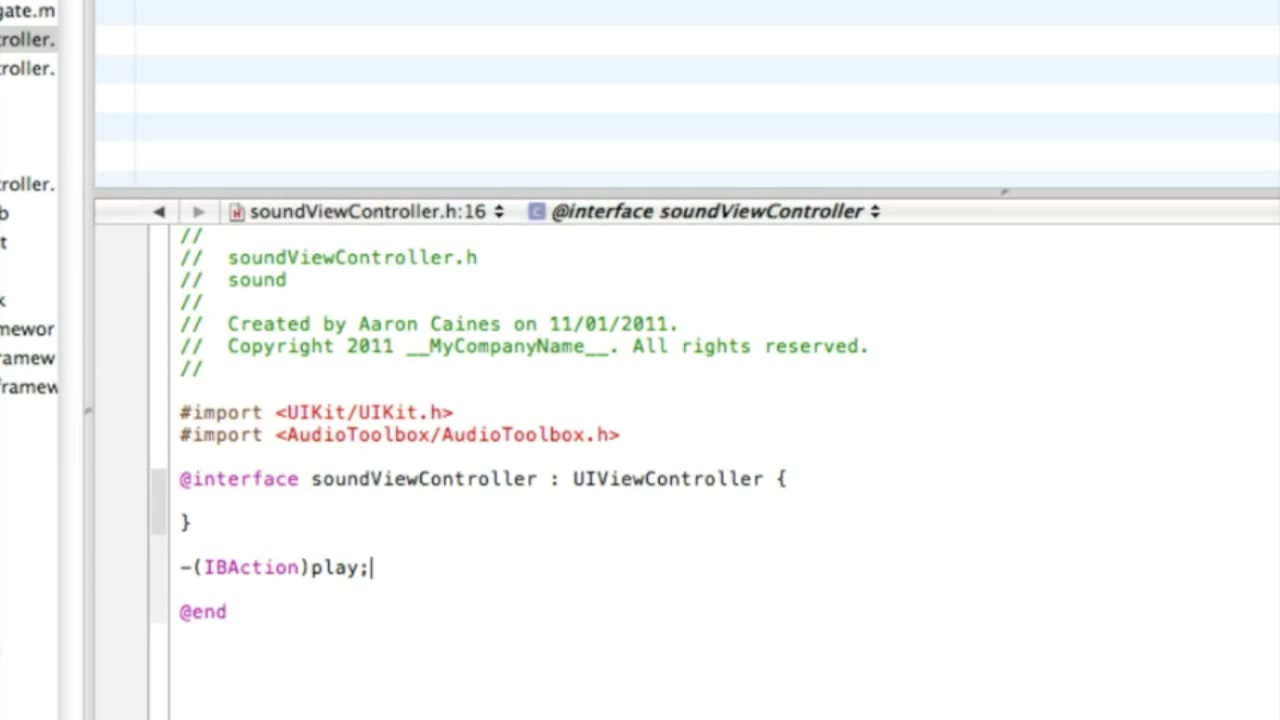 gate.m
troller.
troller.
troller.
b
t
k
mewor
ramew
framew
soundViewController.h:16 @interface soundViewController
//
// soundViewController.h
// sound
//
// Created by Aaron Caines on 11/01/2011.
// Copyright 2011 __MyCompanyName__. All rights reserved.
//
#import <UIKit/UIKit.h>
#import <AudioToolbox/AudioToolbox.h>
@interface soundViewController : UIViewController {
}
-(IBAction)play;
@end